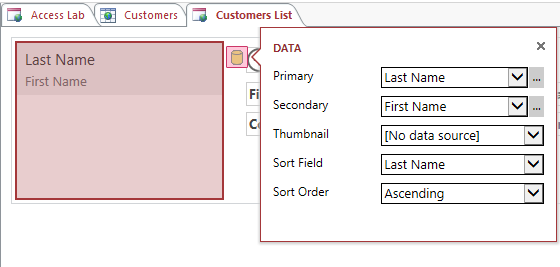 Access Lab Customers Customers List
Last Name
First Name
DATA
Primary Last Name ...
Secondary First Name ...
Thumbnail [No data source]
Sort Field Last Name
Sort Order Ascending
Fi